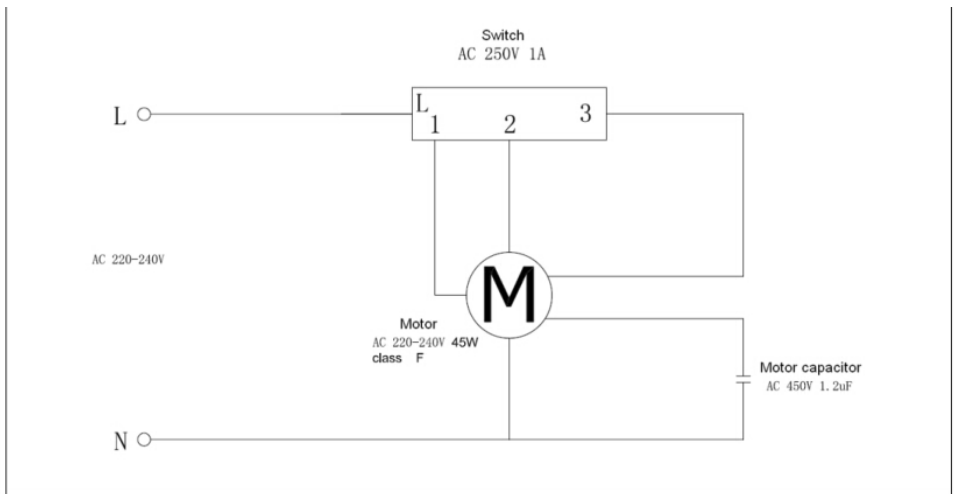 Switch
AC 250V 1A
L
L
1
2
3
AC 220-240V
M
Motor
AC 220-240V 45W
class F
Motor capacitor
AC 450V 1.2uF
N